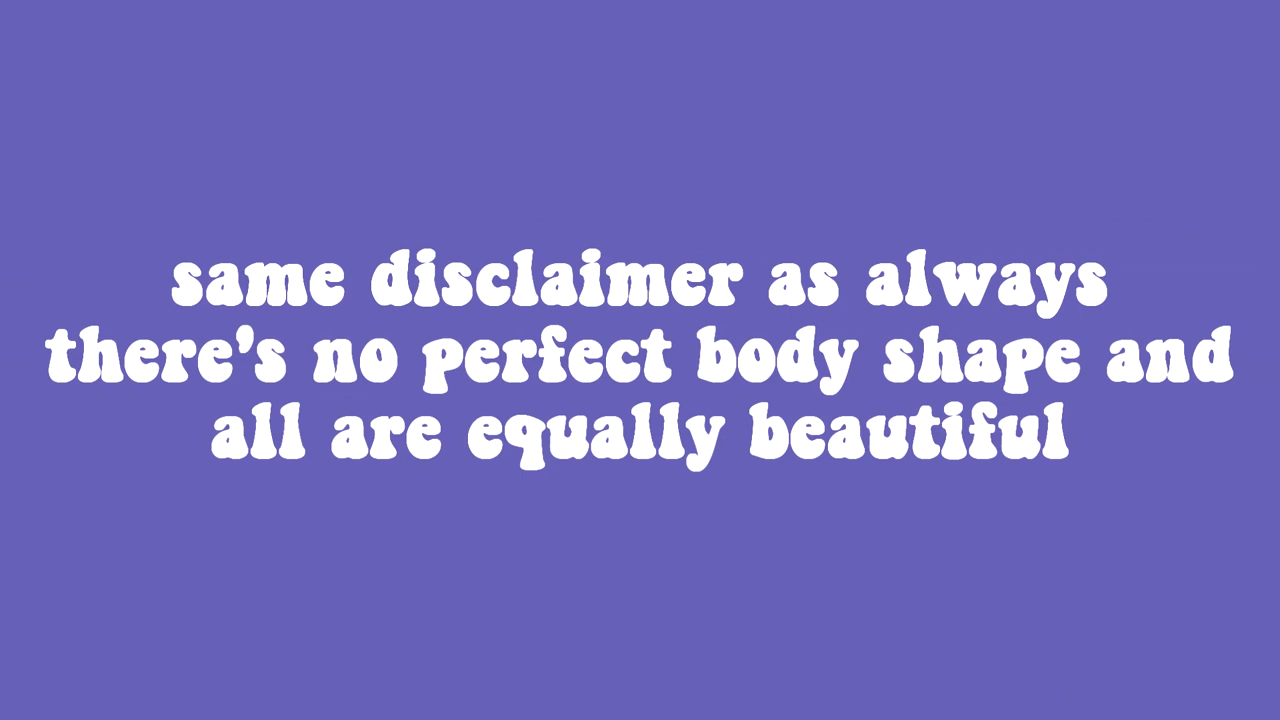 same disclaimer as always
there's no perfect body shape and
all are equally beautiful